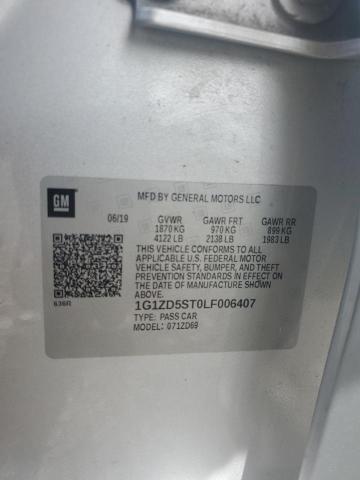 GM
MFD BY GENERAL MOTORS LLC
06/19 GVWR GAWR FRT GAWR RR
1870 KG 970 KG 899 KG
4122 LB 2138 LB 1983 LB
THIS VEHICLE CONFORMS TO ALL
APPLICABLE U.S. FEDERAL MOTOR
VEHICLE SAFETY, BUMPER, AND THEFT
PREVENTION STANDARDS IN EFFECT
ON THE DATE OF MANUFACTURE SHOWN
ABOVE.
636R
1G1ZD5ST0LF006407
TYPE: PASS CAR
MODEL: 071ZD69